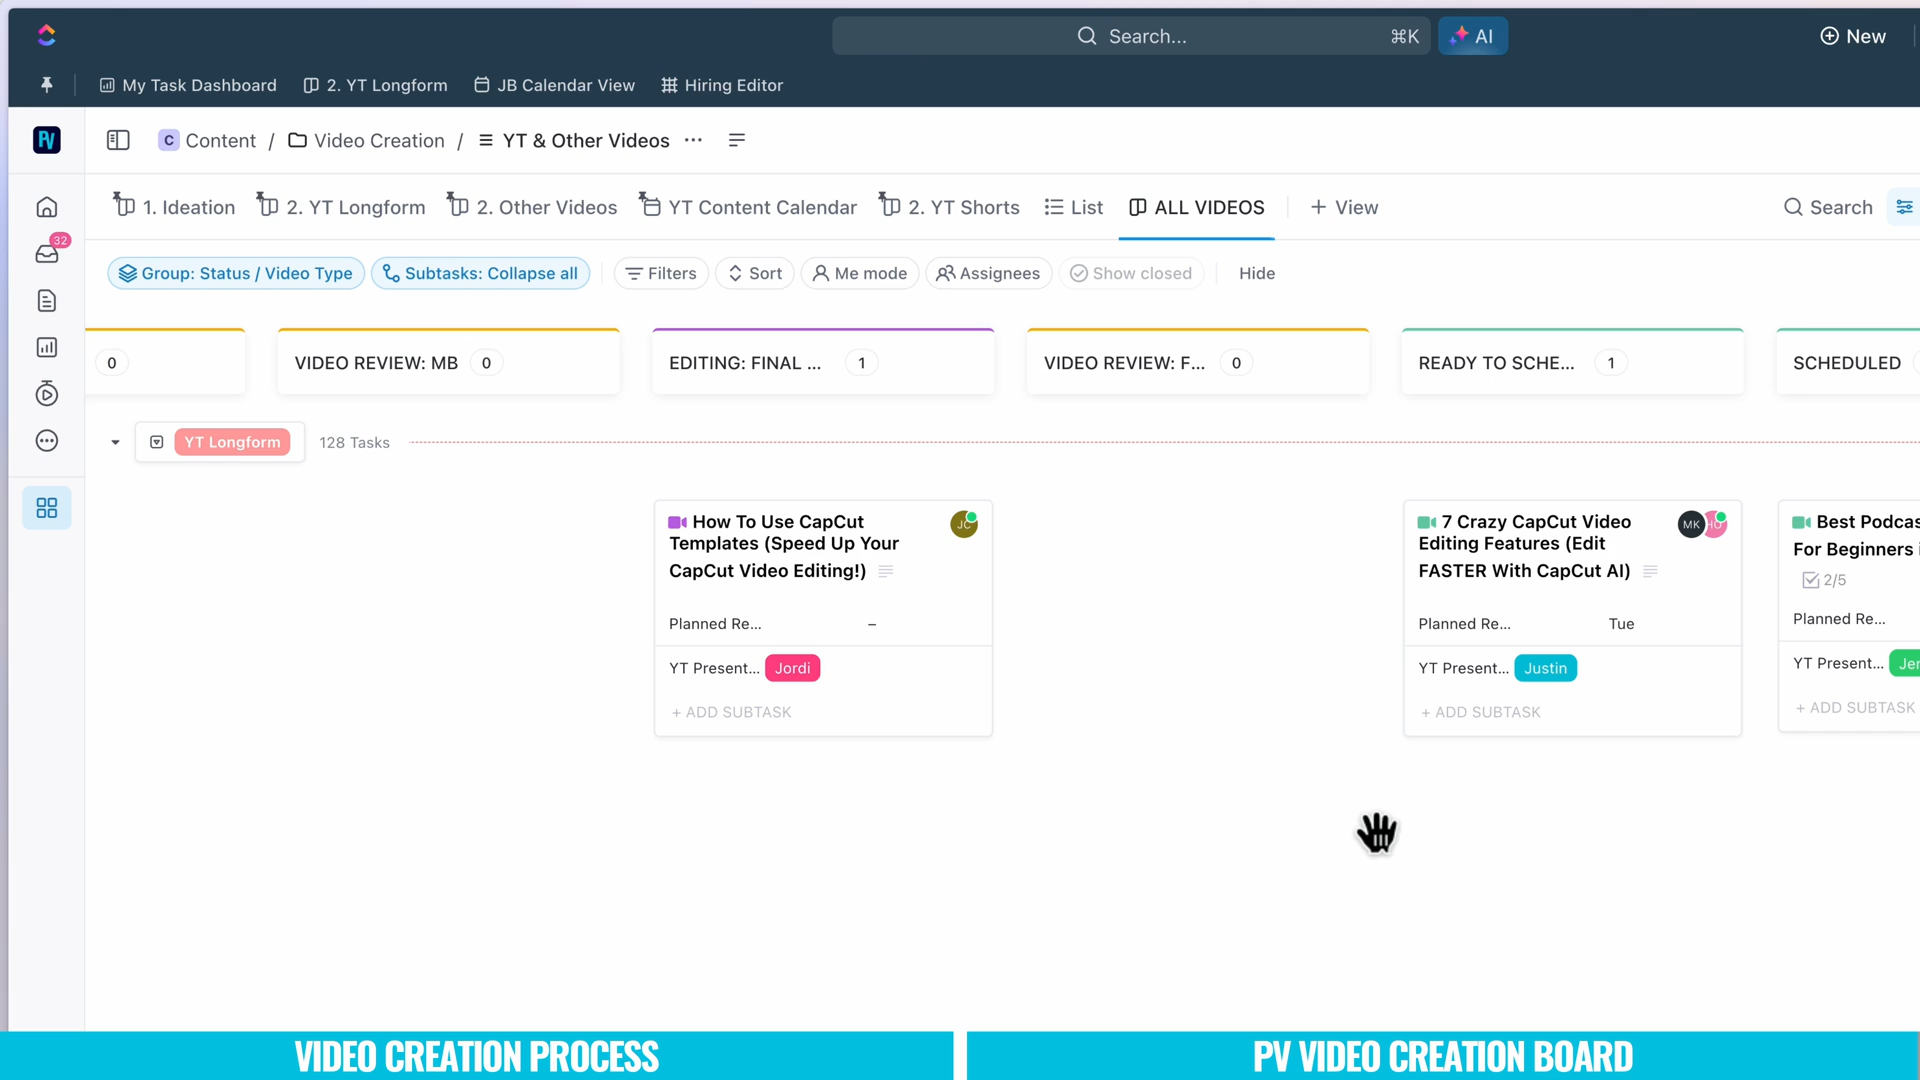 Search... ⌘K AI New
My Task Dashboard 2. YT Longform JB Calendar View Hiring Editor
PV C Content / Video Creation / YT & Other Videos ...
1. Ideation 2. YT Longform 2. Other Videos YT Content Calendar 2. YT Shorts List ALL VIDEOS + View Search
32
Group: Status / Video Type Subtasks: Collapse all Filters Sort Me mode Assignees Show closed Hide
0 VIDEO REVIEW: MB 0 EDITING: FINAL ... 1 VIDEO REVIEW: F... 0 READY TO SCHE... 1 SCHEDULED
YT Longform 128 Tasks
How To Use CapCut
Templates (Speed Up Your
CapCut Video Editing!)
JC
Planned Re... –
YT Present... Jordi
+ ADD SUBTASK
7 Crazy CapCut Video
Editing Features (Edit
FASTER With CapCut AI)
MK HO
Planned Re... Tue
YT Present... Justin
+ ADD SUBTASK
Best Podcas
For Beginners i
2/5
Planned Re...
YT Present... Jer
+ ADD SUBTASK
VIDEO CREATION PROCESS
PV VIDEO CREATION BOARD